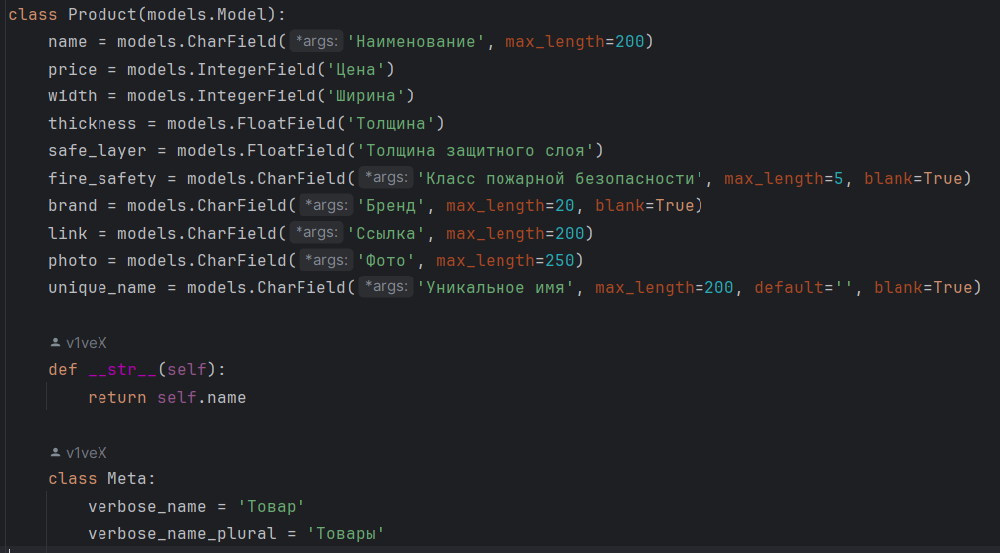 class Product(models.Model):
    name = models.CharField( *args: 'Наименование', max_length=200)
    price = models.IntegerField('Цена')
    width = models.IntegerField('Ширина')
    thickness = models.FloatField('Толщина')
    safe_layer = models.FloatField('Толщина защитного слоя')
    fire_safety = models.CharField( *args: 'Класс пожарной безопасности', max_length=5, blank=True)
    brand = models.CharField( *args: 'Бренд', max_length=20, blank=True)
    link = models.CharField( *args: 'Ссылка', max_length=200)
    photo = models.CharField( *args: 'Фото', max_length=250)
    unique_name = models.CharField( *args: 'Уникальное имя', max_length=200, default='', blank=True)
    v1veX
    def __str__(self):
        return self.name
    v1veX
    class Meta:
        verbose_name = 'Товар'
        verbose_name_plural = 'Товары'